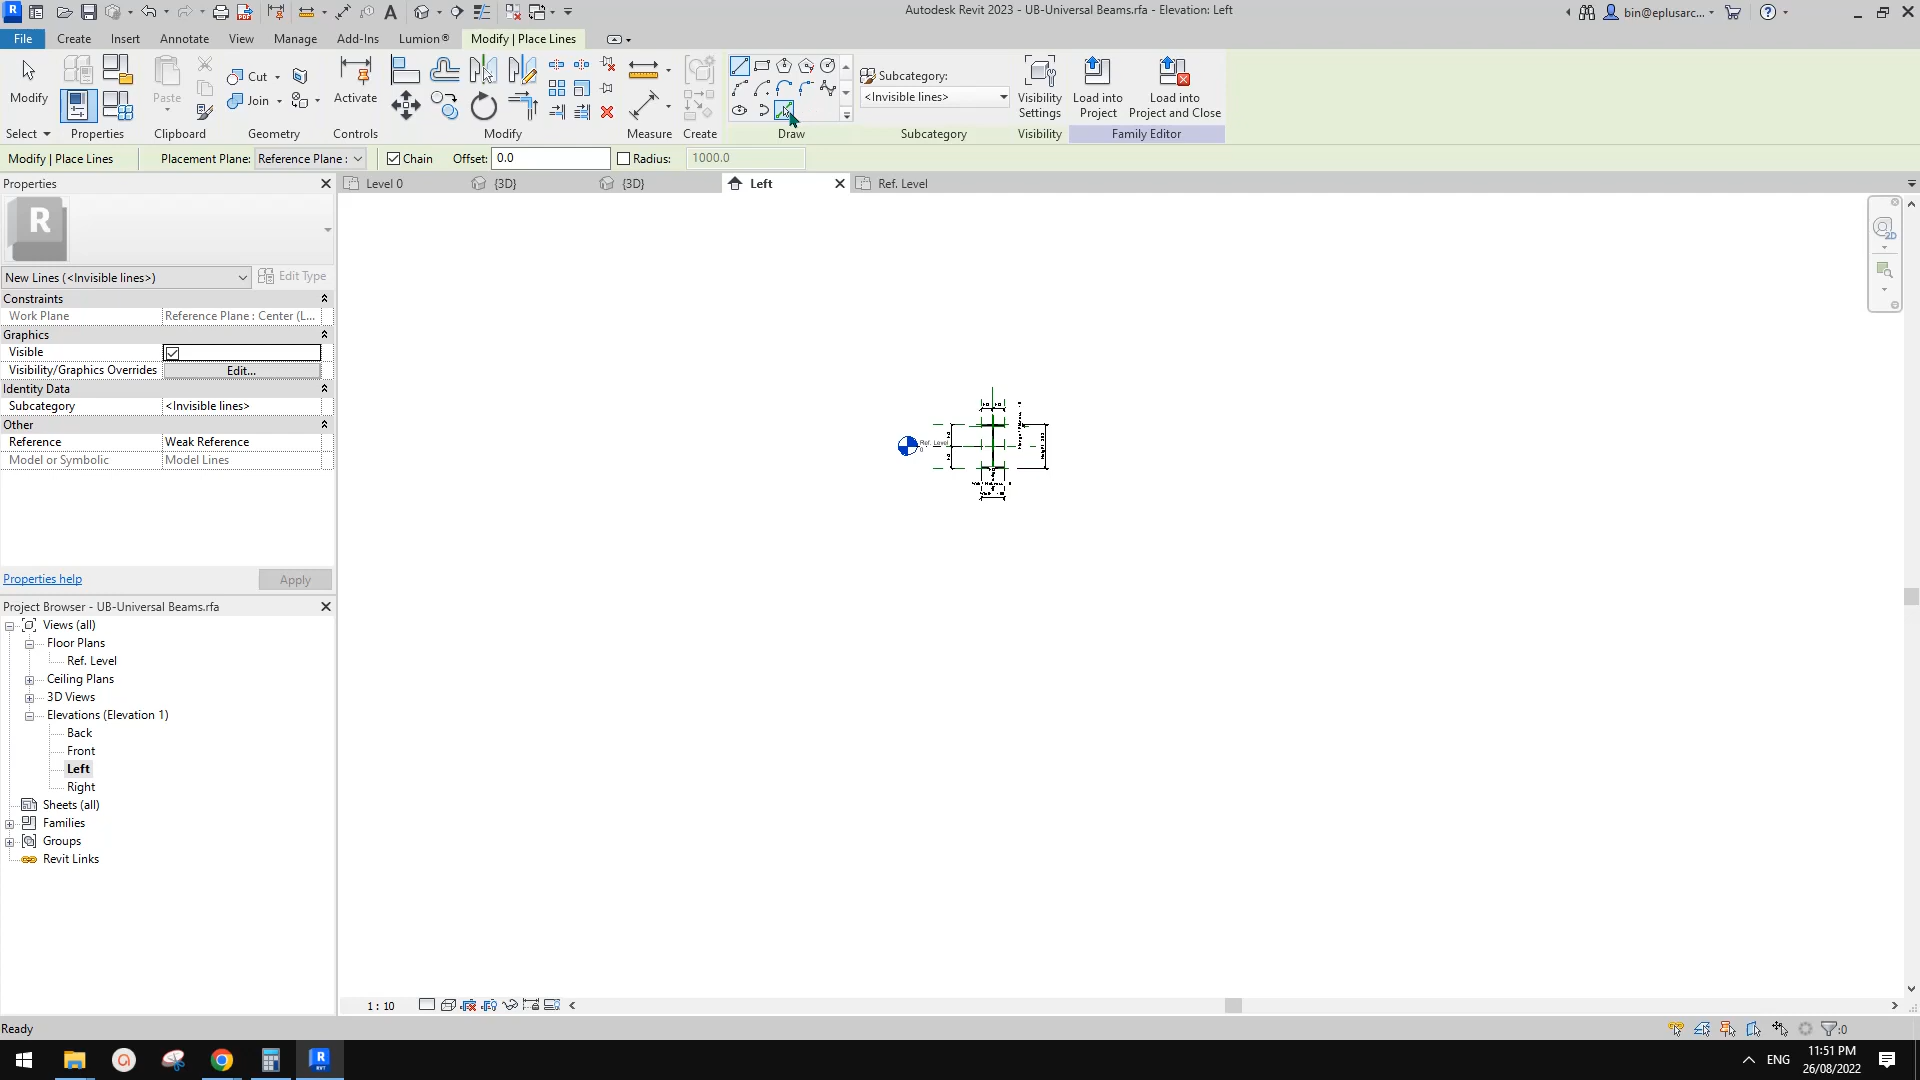 Autodesk Revit 2023 - UB-Universal Beams.rfa - Elevation: Left
bin@eplusarc...
File
Create
Insert
Annotate
View
Manage
Add-Ins
Lumion®
Modify | Place Lines
Modify
Paste
Cut
Join
Activate
Subcategory:
<Invisible lines>
Visibility
Settings
Load into
Project
Load into
Project and Close
Select
Properties
Clipboard
Geometry
Controls
Modify
Measure
Create
Draw
Subcategory
Visibility
Family Editor
Modify | Place Lines
Placement Plane:
Reference Plane :
Chain
Offset:
0.0
Radius:
1000.0
Properties
Level 0
{3D}
{3D}
Left
Ref. Level
R
2D
New Lines (<Invisible lines>)
Edit Type
Constraints
Work Plane
Reference Plane : Center (L...
Graphics
Visible
Visibility/Graphics Overrides
Edit...
Identity Data
Subcategory
<Invisible lines>
Other
Reference
Weak Reference
Model or Symbolic
Model Lines
Ref. Level
Properties help
Apply
Project Browser - UB-Universal Beams.rfa
Views (all)
Floor Plans
Ref. Level
Ceiling Plans
3D Views
Elevations (Elevation 1)
Back
Front
Left
Right
Sheets (all)
Families
Groups
Revit Links
1 : 10
Ready
:0
ENG
11:51 PM
26/08/2022